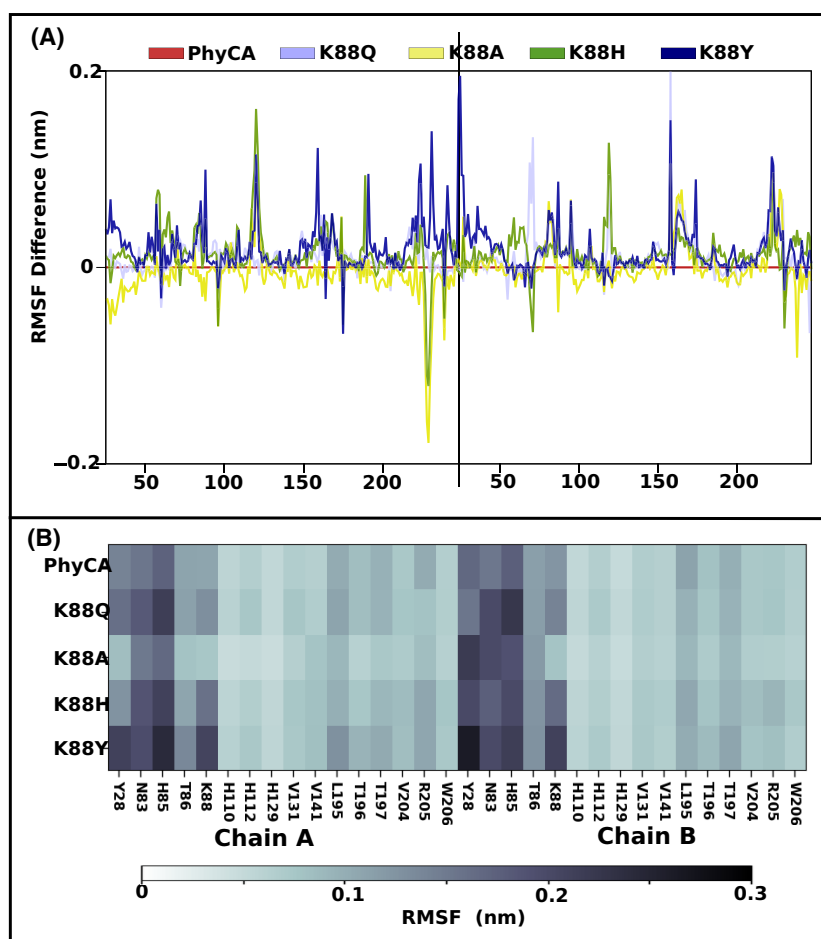 (A)
PhyCA K88Q K88A K88H K88Y
0.2
0
−0.2
RMSF Difference (nm)
50 100 150 200 50 100 150 200
(B)
PhyCA
K88Q
K88A
K88H
K88Y
Y28 N83 H85 T86 K88 H110 H112 H129 V131 V141 L195 T196 T197 V204 R205 W206 Y28 N83 H85 T86 K88 H110 H112 H129 V131 V141 L195 T196 T197 V204 R205 W206
Chain A Chain B
0 0.1 0.2 0.3
RMSF (nm)